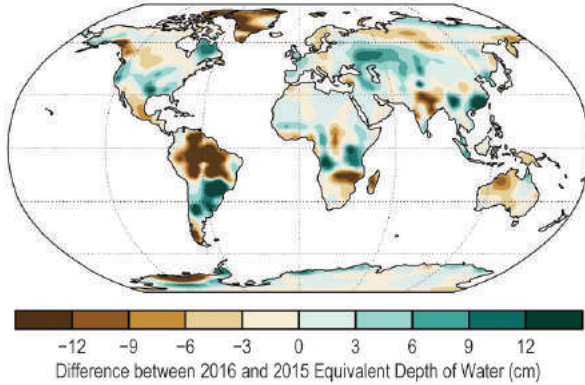 −12 −9 −6 −3 0 3 6 9 12
Difference between 2016 and 2015 Equivalent Depth of Water (cm)